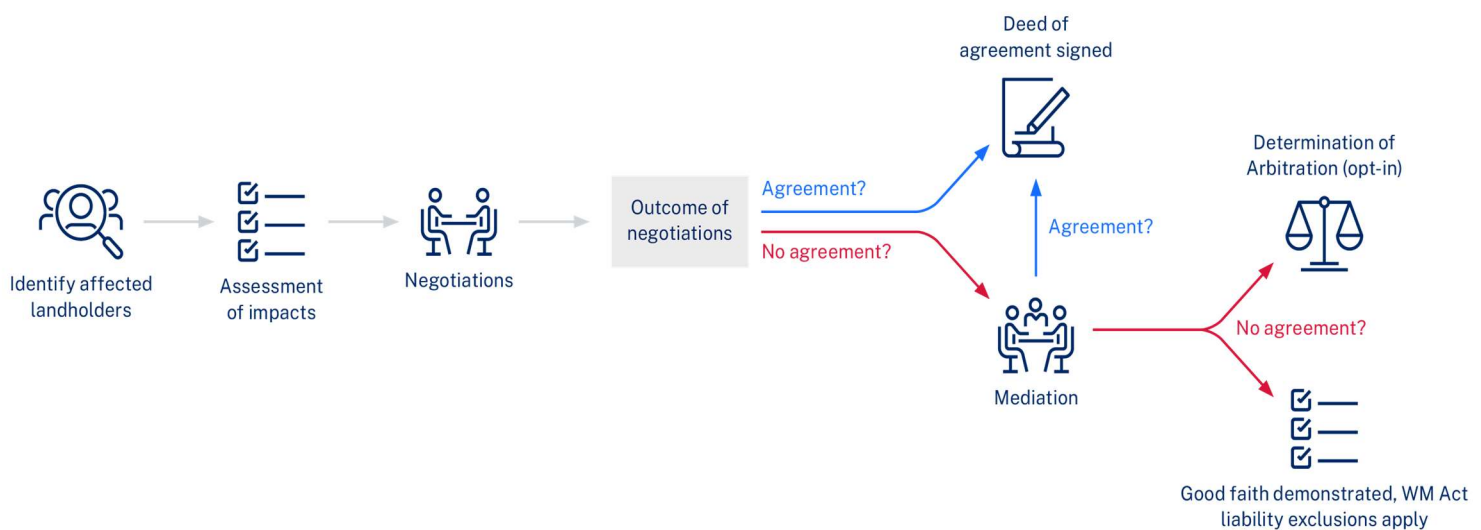 Identify affected
landholders
Assessment
of impacts
Negotiations
Outcome of
negotiations
Agreement?
No agreement?
Deed of
agreement signed
Agreement?
Mediation
No agreement?
Determination of
Arbitration (opt-in)
Good faith demonstrated, WM Act
liability exclusions apply